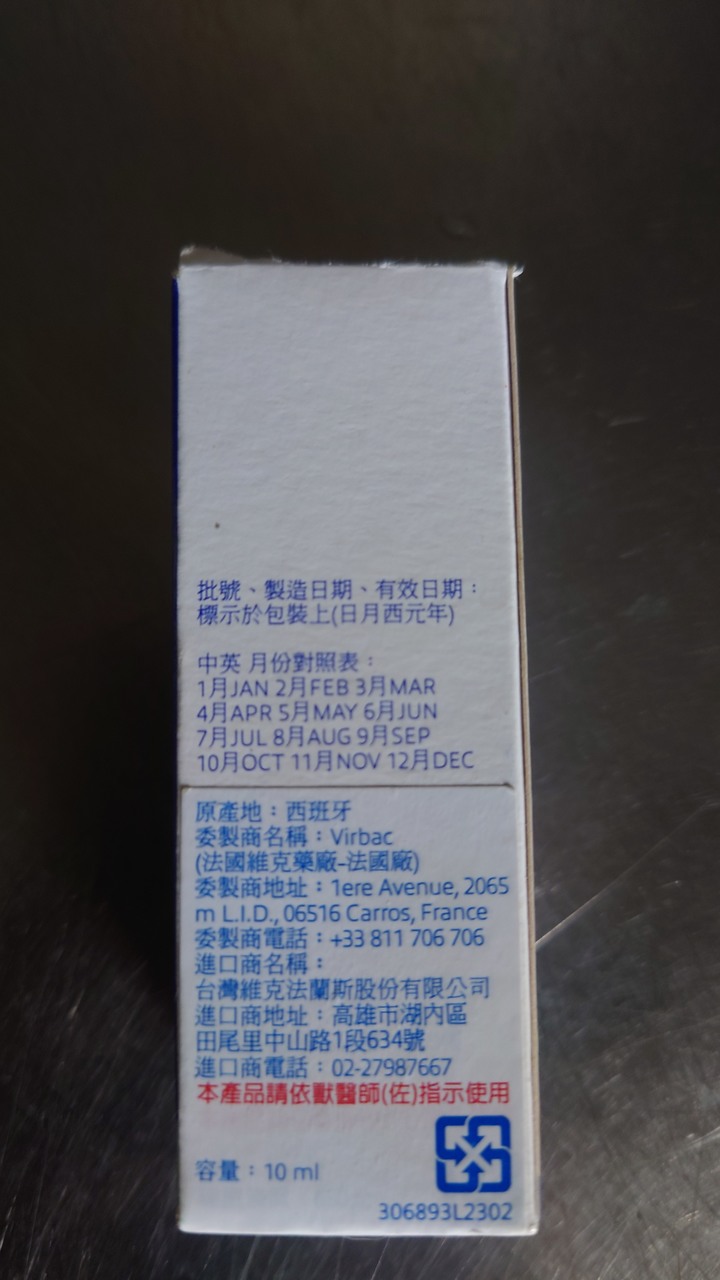 批號、製造日期、有效日期：
標示於包裝上(日月西元年)
中英 月份對照表：
1月JAN 2月FEB 3月MAR
4月APR 5月MAY 6月JUN
7月JUL 8月AUG 9月SEP
10月OCT 11月NOV 12月DEC
原產地：西班牙
委製商名稱：Virbac
(法國維克藥廠-法國廠)
委製商地址：1ere Avenue, 2065
m L.I.D., 06516 Carros, France
委製商電話：+33 811 706 706
進口商名稱：
台灣維克法蘭斯股份有限公司
進口商地址：高雄市湖內區
田尾里中山路1段634號
進口商電話：02-27987667
本產品請依獸醫師(佐)指示使用
容量：10 ml
306893L2302